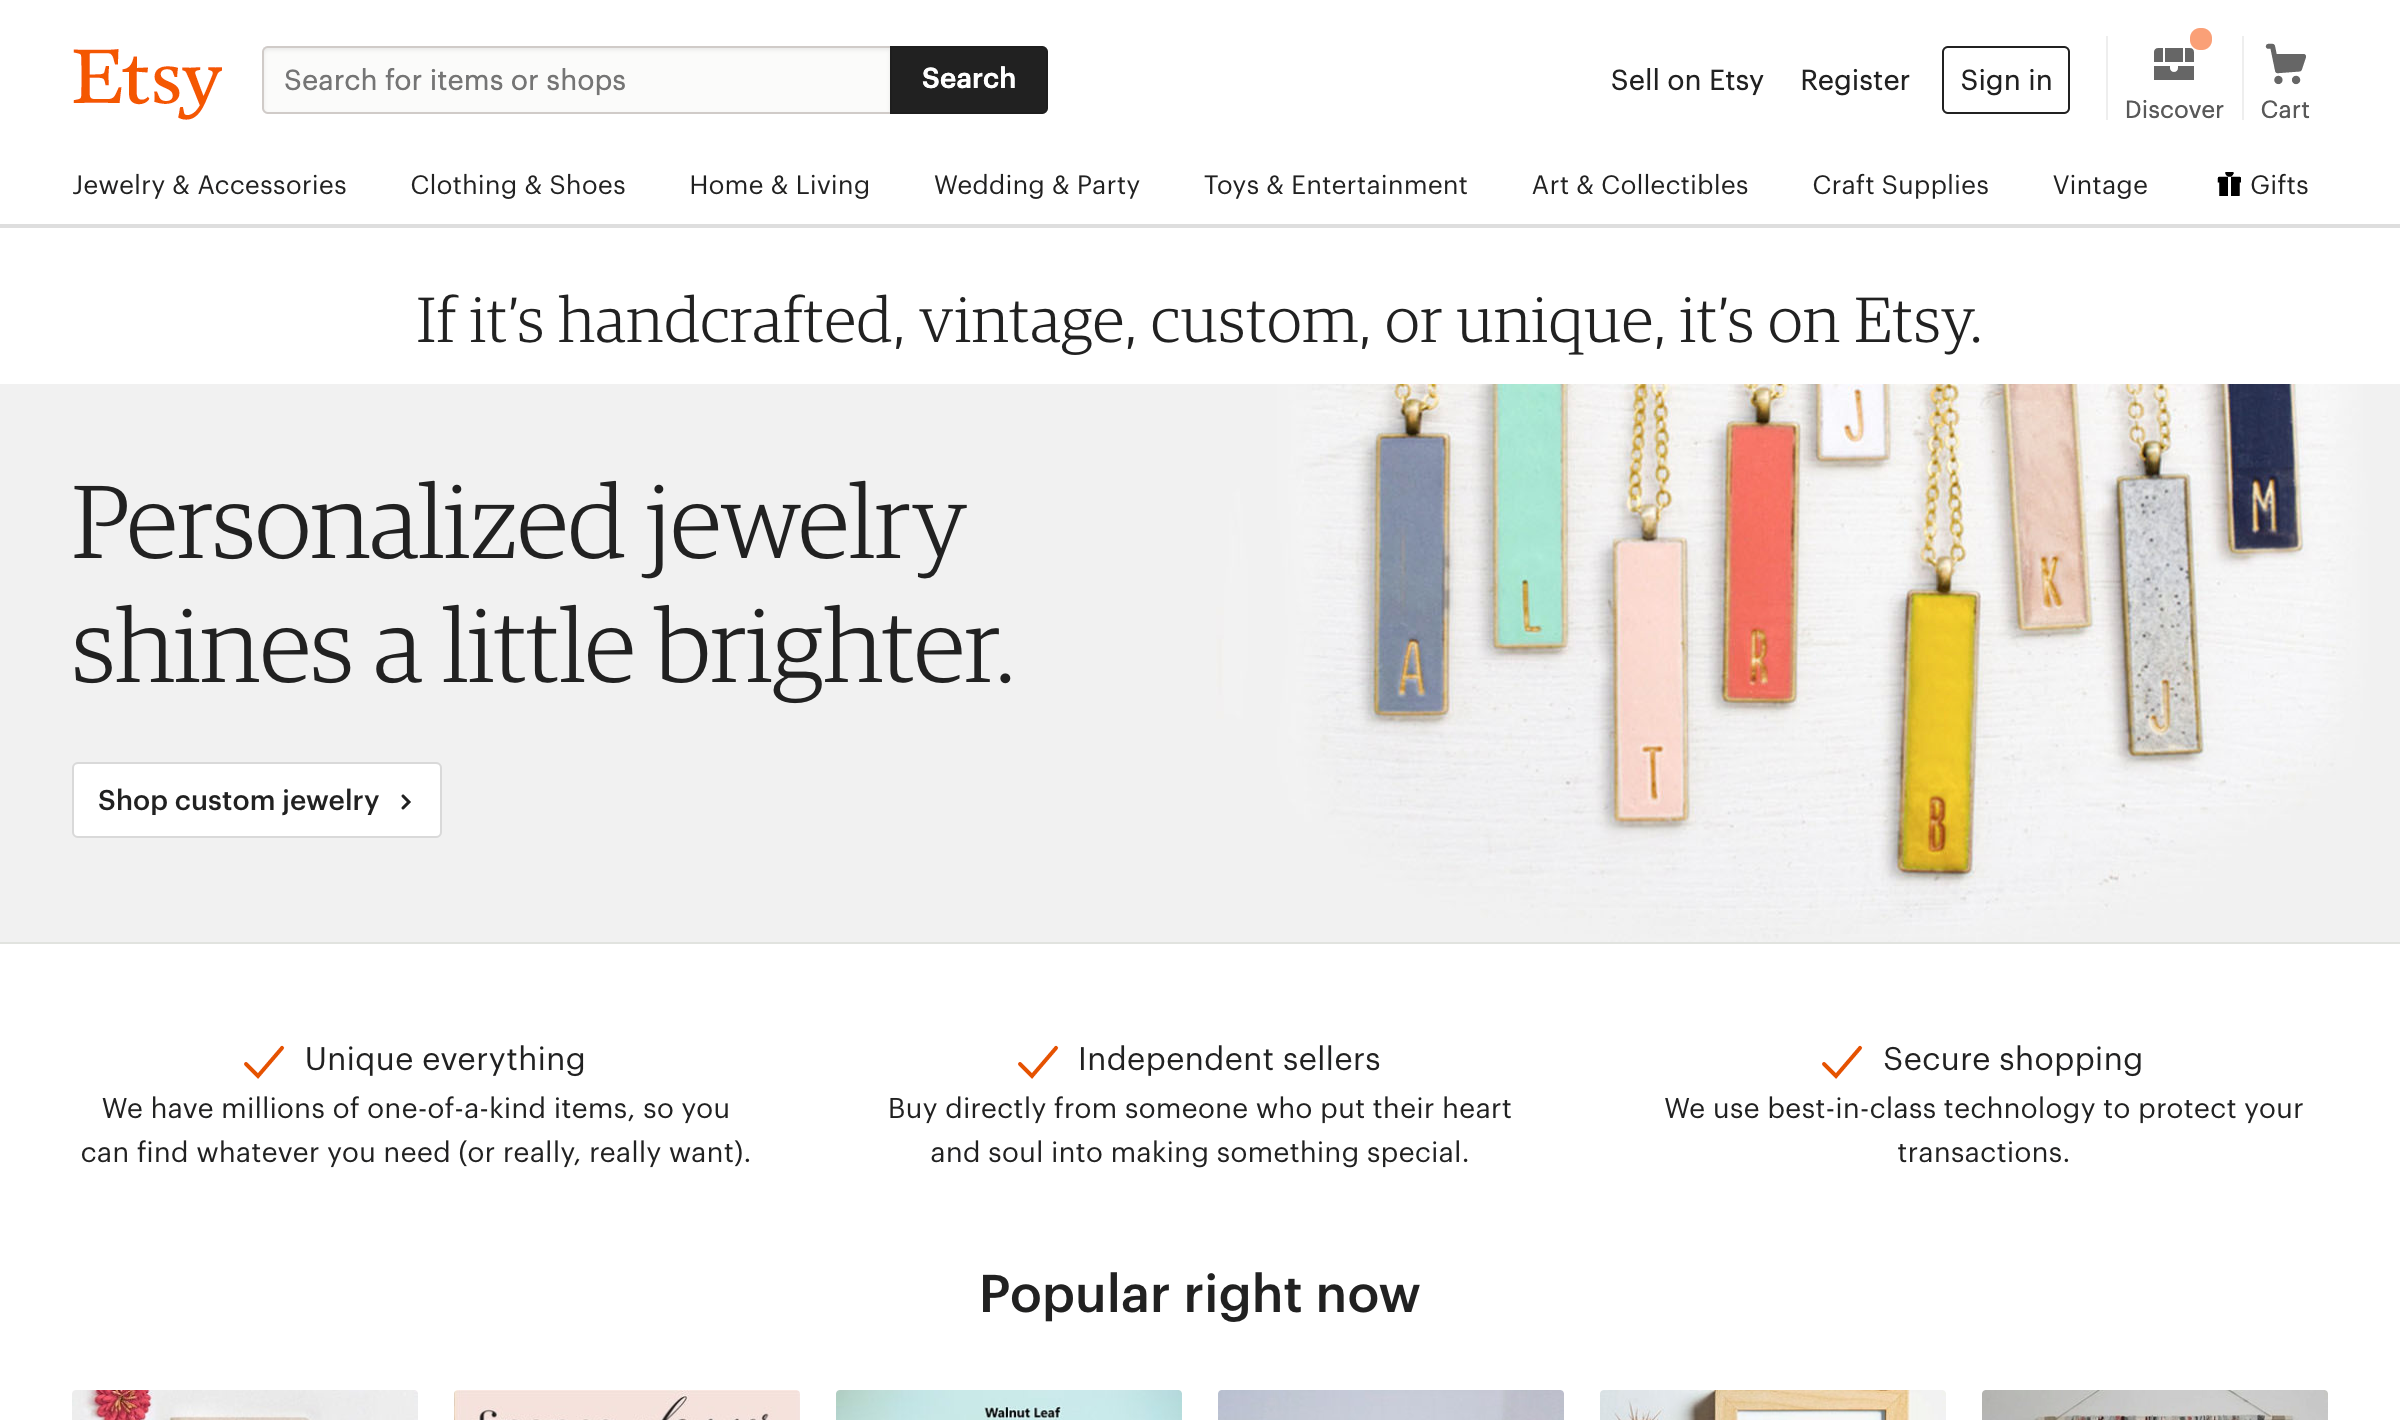 Etsy
Search for items or shops
Search
Sell on Etsy
Register
Sign in
Discover
Cart
Jewelry & Accessories
Clothing & Shoes
Home & Living
Wedding & Party
Toys & Entertainment
Art & Collectibles
Craft Supplies
Vintage
Gifts
If it's handcrafted, vintage, custom, or unique, it's on Etsy.
Personalized jewelry
shines a little brighter.
Shop custom jewelry
A
L
T
R
J
B
K
J
M
Unique everything
We have millions of one-of-a-kind items, so you
can find whatever you need (or really, really want).
Independent sellers
Buy directly from someone who put their heart
and soul into making something special.
Secure shopping
We use best-in-class technology to protect your
transactions.
Popular right now
Walnut Leaf